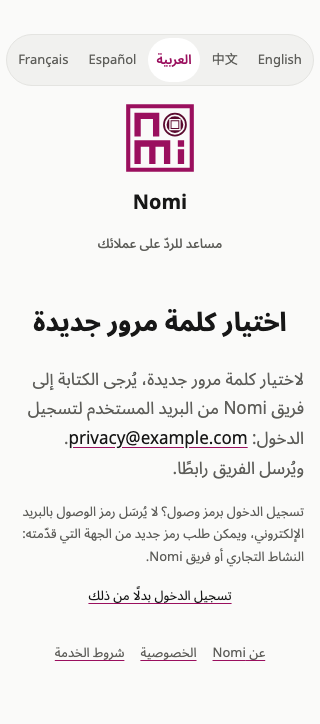 English 中文 العربية Español Français
nomi
Nomi
مساعد للردّ على عملائك
اختيار كلمة مرور جديدة
لاختيار كلمة مرور جديدة، يُرجى الكتابة إلى
فريق Nomi من البريد المستخدم لتسجيل
الدخول: privacy@example.com.
ويُرسل الفريق رابطًا.
تسجيل الدخول برمز وصول؟ لا يُرسَل رمز الوصول بالبريد
الإلكتروني، ويمكن طلب رمز جديد من الجهة التي قدّمته:
النشاط التجاري أو فريق Nomi.
تسجيل الدخول بدلًا من ذلك
عن Nomi الخصوصية شروط الخدمة